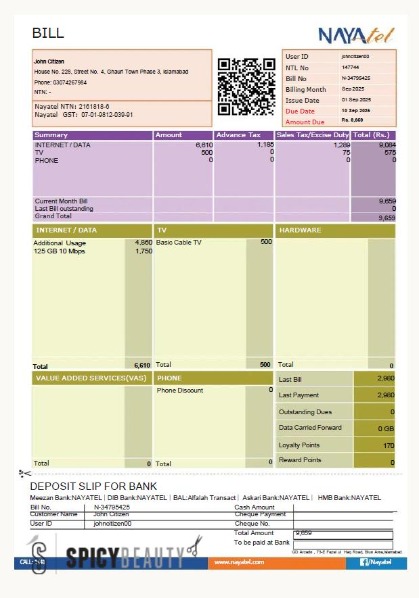 BILL
NAYAtel
John Citizen
House No. 228, Street No. 4, Ghauri Town Phase 3, Islamabad
Phone: 03074267984
NTN: -
Nayatel NTN: 2161818-6
Nayatel GST: 07-01-9812-039-91
User ID johncitizen00
NTL No 147744
Bill No N-34795425
Billing Month Sep 2025
Issue Date 01 Sep 2025
Due Date 10 Sep 2025
Amount Due Rs. 9,659
Summary Amount Advance Tax Sales Tax/Excise Duty Total (Rs.)
INTERNET / DATA 6,610 1,185 1,289 9,084
TV 500 0 75 575
PHONE 0 0 0 0
Current Month Bill 9,659
Last Bill outstanding 0
Grand Total 9,659
INTERNET / DATA TV HARDWARE
Additional Usage 4,860 Basic Cable TV 500
125 GB 10 Mbps 1,750
Total 6,610 Total 500 Total 0
VALUE ADDED SERVICES(VAS) PHONE
Phone Discount 0
Total 0 Total 0
Last Bill 2,980
Last Payment 2,980
Outstanding Dues 0
Data Carried Forward 0 GB
Loyalty Points 170
Reward Points 0
DEPOSIT SLIP FOR BANK
Meezan Bank:NAYATEL | DIB Bank:NAYATEL | BAL:Alfalah Transact | Askari Bank:NAYATEL | HMB Bank:NAYATEL
Bill No. N-34795425 Cash Amount
Customer Name John Citizen Cheque Payment
User ID johncitizen00 Cheque No.
Total Amount 9,659
To be paid at Bank
SPICYBEAUTY
www.nayatel.com
/Nayatel